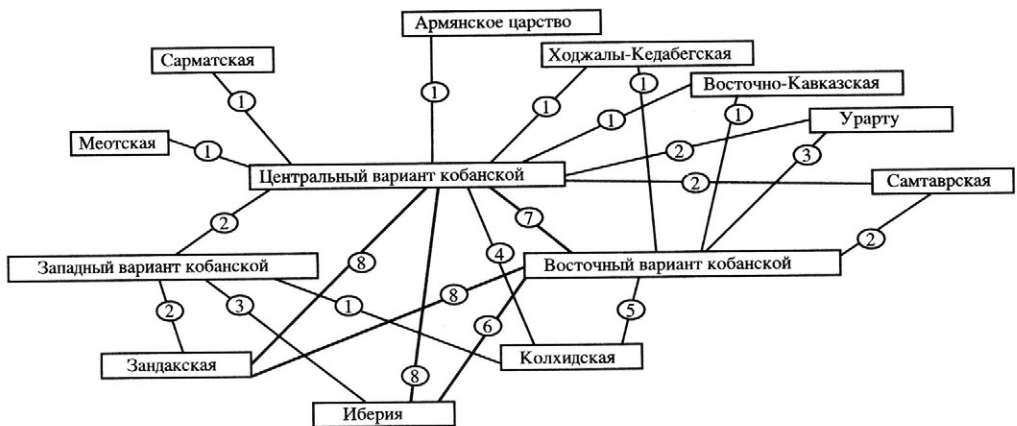 Армянское царство
Сарматская
Ходжалы-Кедабегская
Восточно-Кавказская
1
1
1
1
1
1
Урарту
Меотская
1
2
3
Центральный вариант кобанской
2
Самтаврская
2
7
2
4
Западный вариант кобанской
8
Восточный вариант кобанской
8
2
3
1
5
6
Зандакская
Колхидская
8
Иберия